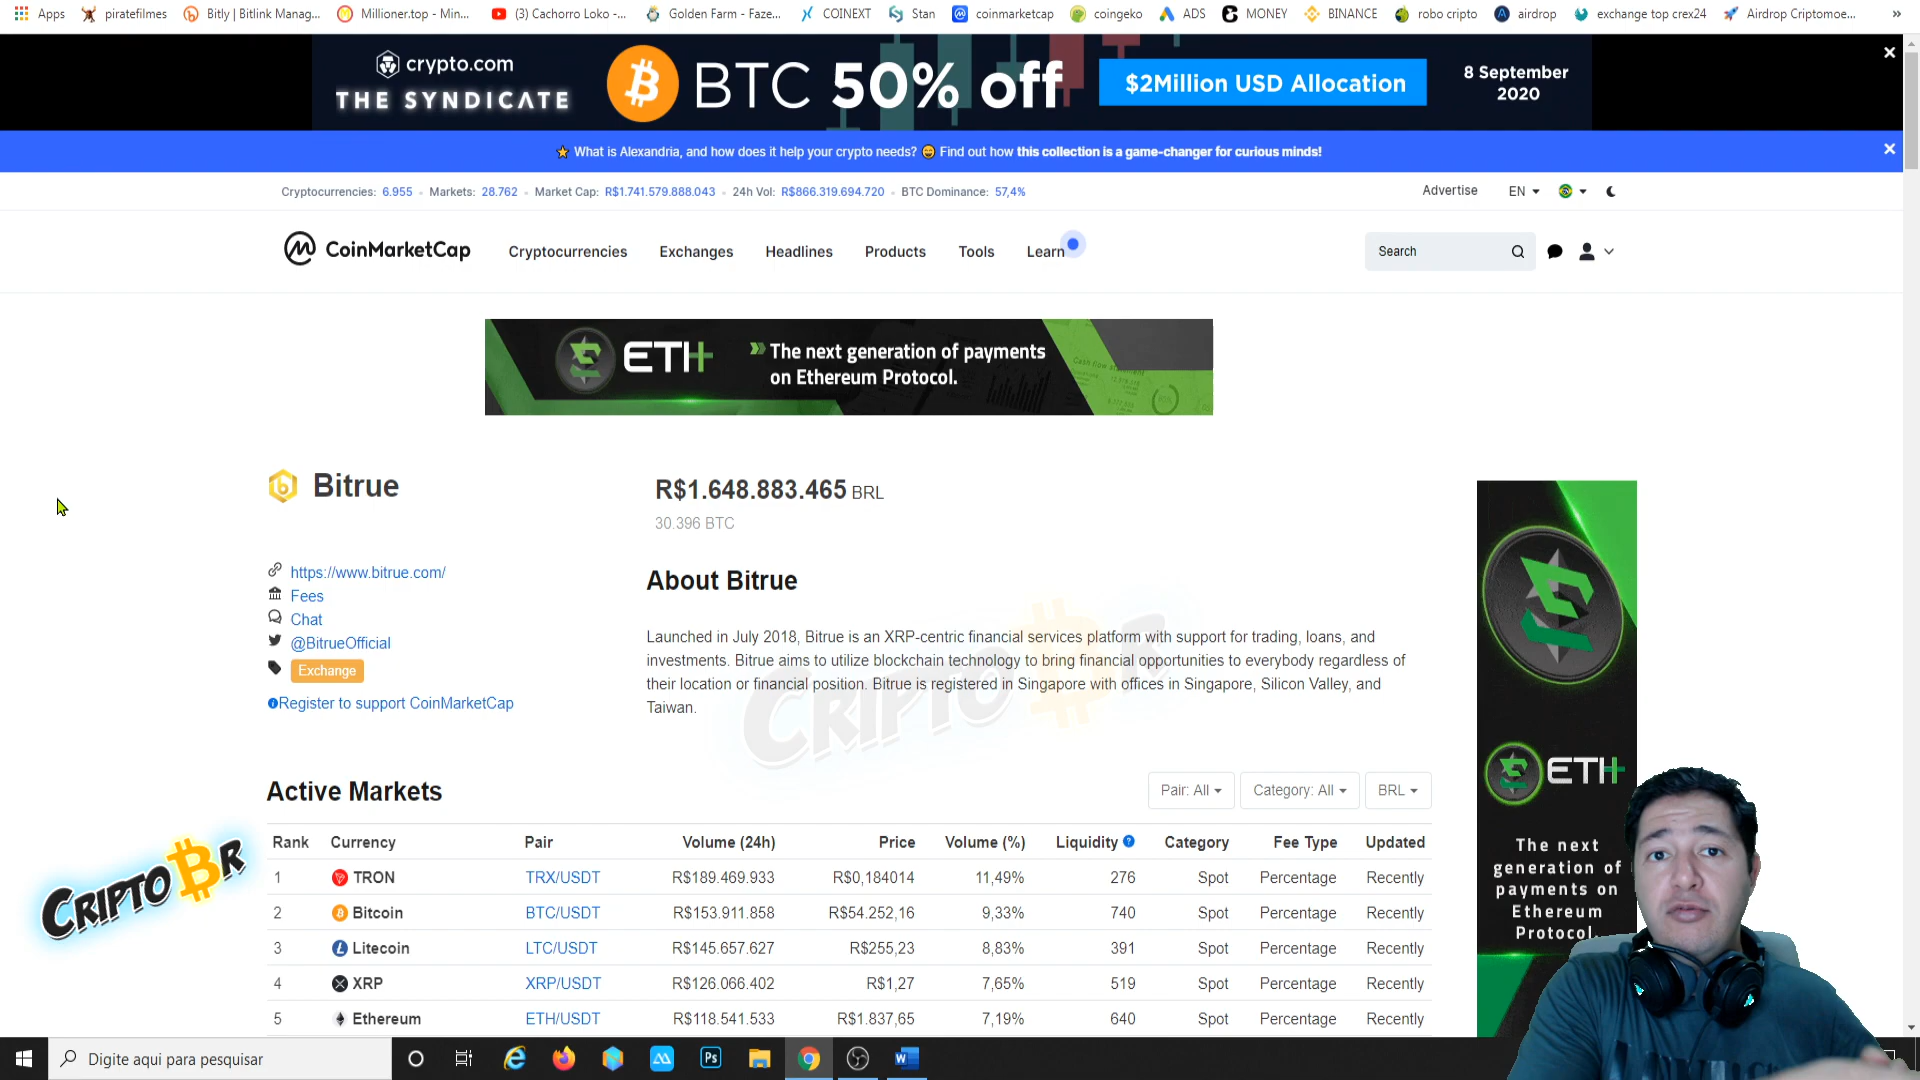 Apps piratefilmes Bitly | Bitlink Manag... Millioner.top - Min... (3) Cachorro Loko -... Golden Farm - Faze... COINEXT Stan coinmarketcap coingeko ADS MONEY BINANCE robo cripto airdrop exchange top crex24 Airdrop Criptomoe... »
crypto.com
THE SYNDICATE
BTC 50% off
$2Million USD Allocation
8 September
2020
What is Alexandria, and how does it help your crypto needs? Find out how this collection is a game-changer for curious minds!
Cryptocurrencies: 6.955 Markets: 28.762 Market Cap: R$1.741.579.888.043 24h Vol: R$866.319.694.720 BTC Dominance: 57,4%
Advertise EN
CoinMarketCap Cryptocurrencies Exchanges Headlines Products Tools Learn Search
ETH
The next generation of payments
on Ethereum Protocol.
Bitrue
R$1.648.883.465 BRL
30.396 BTC
https://www.bitrue.com/
Fees
Chat
@BitrueOfficial
Exchange
Register to support CoinMarketCap
About Bitrue
Launched in July 2018, Bitrue is an XRP-centric financial services platform with support for trading, loans, and
investments. Bitrue aims to utilize blockchain technology to bring financial opportunities to everybody regardless of
their location or financial position. Bitrue is registered in Singapore with offices in Singapore, Silicon Valley, and
Taiwan.
CRIPTO BR
Active Markets
Pair: All Category: All BRL
Rank Currency Pair Volume (24h) Price Volume (%) Liquidity Category Fee Type Updated
1 TRON TRX/USDT R$189.469.933 R$0,184014 11,49% 276 Spot Percentage Recently
2 Bitcoin BTC/USDT R$153.911.858 R$54.252,16 9,33% 740 Spot Percentage Recently
3 Litecoin LTC/USDT R$145.657.627 R$255,23 8,83% 391 Spot Percentage Recently
4 XRP XRP/USDT R$126.066.402 R$1,27 7,65% 519 Spot Percentage Recently
5 Ethereum ETH/USDT R$118.541.533 R$1.837,65 7,19% 640 Spot Percentage Recently
CRIPTO BR
ETH
The next
generation of
payments on
Ethereum
Protocol.
Digite aqui para pesquisar
Ps